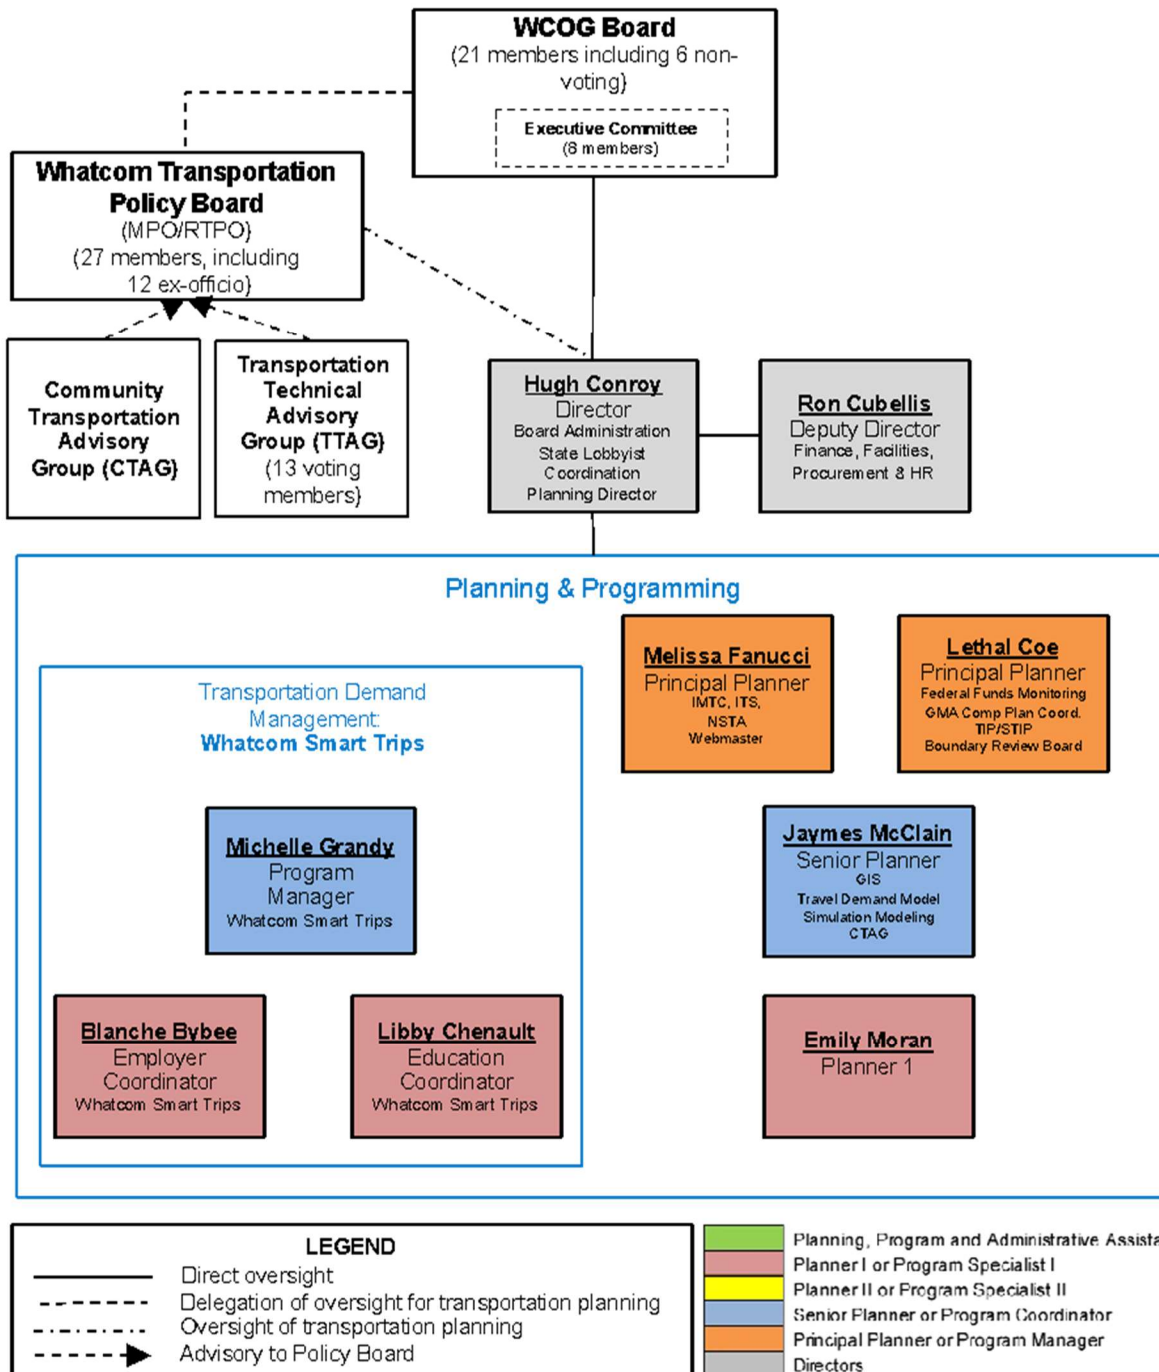 WCOG Board
(21 members including 6 non-
voting}
Executive Committee
(8 members)
Whatcom Transportation
Policy Board
(MPO/RTPO}
(27 members, including
12 ex-officio}
Community
Transportation
Advisory
Group (CTAG)
Transportation
Technical
Advisory
Group (TTAG)
(13 voting
members}
Hugh Conroy
Director
Board Administration
State Lobbyist
Coordination
Planning Director
Ron Cubellis
Deputy Director
Finance, Facilities,
Procurement & HR
Planning & Programming
Transportation Demand
Management:
Whatcom Smart Trips
Melissa Fanucci
Principal Planner
IMTC, ITS,
NSTA
Webmaster
Lethal Coe
Principal Planner
Federal Funds Monitoring
GMA Comp Plan Coord.
TIP/STIP
Boundary Review Board
Michelle Grandy
Program
Manager
Whatcom Smart Trips
Jaymes McClain
Senior Planner
GIS
Travel Demand Model
Simulation Modeling
CTAG
Blanche Bybee
Employer
Coordinator
Whatcom Smart Trips
Libby Chenault
Education
Coordinator
Whatcom Smart Trips
Emily Moran
Planner 1
LEGEND
Direct oversight
Delegation of oversight for transportation planning
Oversight of transportation planning
Advisory to Policy Board
Planning, Program and Administrative Assista
Planner I or Program Specialist I
Planner II or Program Specialist II
Senior Planner or Program Coordinator
Principal Planner or Program Manager
Directors